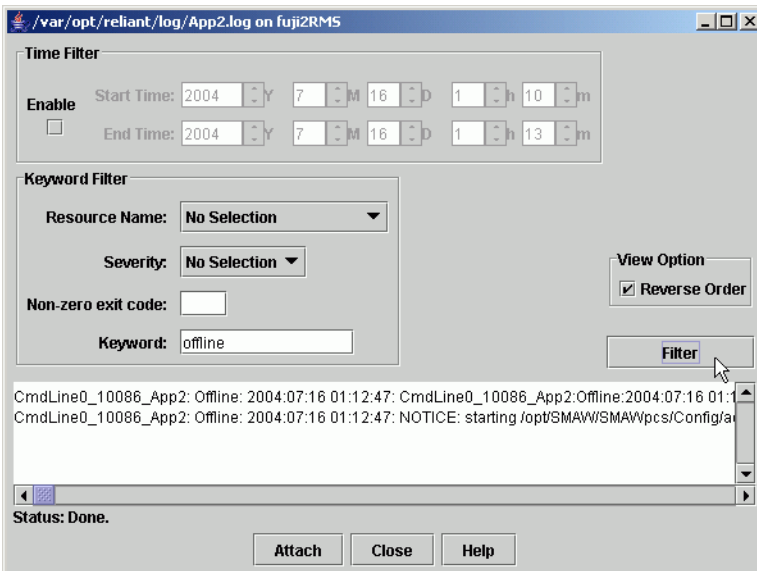 /var/opt/reliant/log/App2.log on fuji2RMS
Time Filter
Enable
Start Time: 2004 Y 7 M 16 D 1 h 10 m
End Time: 2004 Y 7 M 16 D 1 h 13 m
Keyword Filter
Resource Name: No Selection
Severity: No Selection
Non-zero exit code:
Keyword: offline
View Option
Reverse Order
Filter
CmdLine0_10086_App2: Offline: 2004:07:16 01:12:47: CmdLine0_10086_App2:Offline:2004:07:16 01:1
CmdLine0_10086_App2: Offline: 2004:07:16 01:12:47: NOTICE: starting /opt/SMAW/SMAWpcs/Config/a
Status: Done.
Attach Close Help